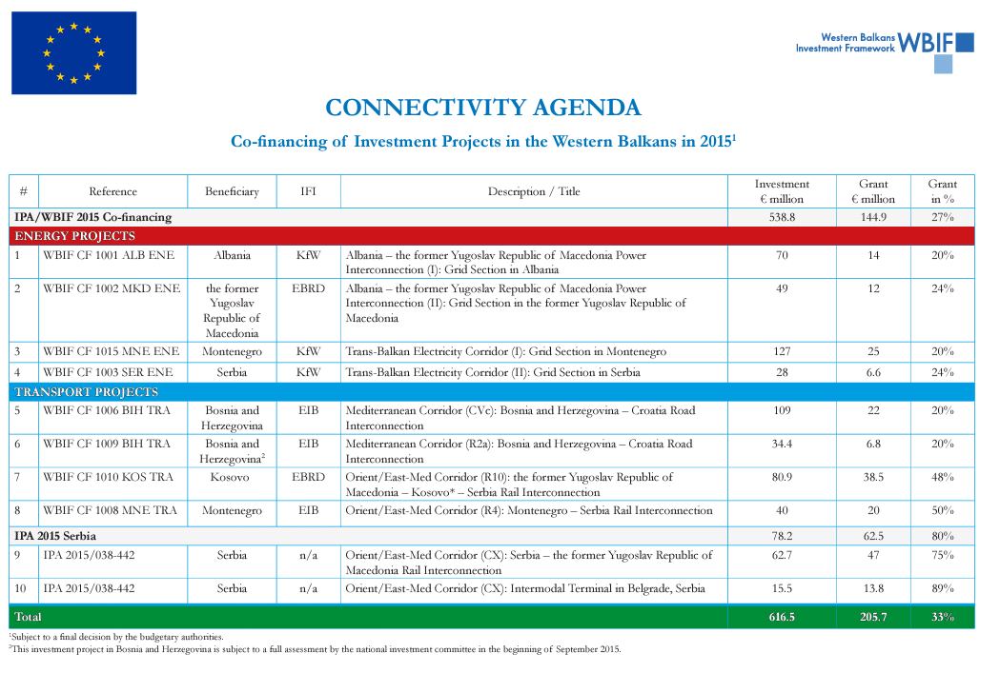 Western Balkans
Investment Framework WBIF
CONNECTIVITY AGENDA
Co-financing of Investment Projects in the Western Balkans in 2015¹
# Reference Beneficiary IFI Description / Title Investment € million Grant € million Grant in %
IPA/WBIF 2015 Co-financing 538.8 144.9 27%
ENERGY PROJECTS
1 WBIF CF 1001 ALB ENE Albania KfW Albania – the former Yugoslav Republic of Macedonia Power 70 14 20%
Interconnection (I): Grid Section in Albania
2 WBIF CF 1002 MKD ENE the former EBRD Albania – the former Yugoslav Republic of Macedonia Power 49 12 24%
Yugoslav Interconnection (II): Grid Section in the former Yugoslav Republic of
Republic of Macedonia
Macedonia
3 WBIF CF 1015 MNE ENE Montenegro KfW Trans-Balkan Electricity Corridor (I): Grid Section in Montenegro 127 25 20%
4 WBIF CF 1003 SER ENE Serbia KfW Trans-Balkan Electricity Corridor (II): Grid Section in Serbia 28 6.6 24%
TRANSPORT PROJECTS
5 WBIF CF 1006 BIH TRA Bosnia and EIB Mediterranean Corridor (CVc): Bosnia and Herzegovina – Croatia Road 109 22 20%
Herzegovina Interconnection
6 WBIF CF 1009 BIH TRA Bosnia and EIB Mediterranean Corridor (R2a): Bosnia and Herzegovina – Croatia Road 34.4 6.8 20%
Herzegovina² Interconnection
7 WBIF CF 1010 KOS TRA Kosovo EBRD Orient/East-Med Corridor (R10): the former Yugoslav Republic of 80.9 38.5 48%
Macedonia – Kosovo* – Serbia Rail Interconnection
8 WBIF CF 1008 MNE TRA Montenegro EIB Orient/East-Med Corridor (R4): Montenegro – Serbia Rail Interconnection 40 20 50%
IPA 2015 Serbia 78.2 62.5 80%
9 IPA 2015/038-442 Serbia n/a Orient/East-Med Corridor (CX): Serbia – the former Yugoslav Republic of 62.7 47 75%
Macedonia Rail Interconnection
10 IPA 2015/038-442 Serbia n/a Orient/East-Med Corridor (CX): Intermodal Terminal in Belgrade, Serbia 15.5 13.8 89%
Total 616.5 205.7 33%
¹Subject to a final decision by the budgetary authorities.
²This investment project in Bosnia and Herzegovina is subject to a full assessment by the national investment committee in the beginning of September 2015.